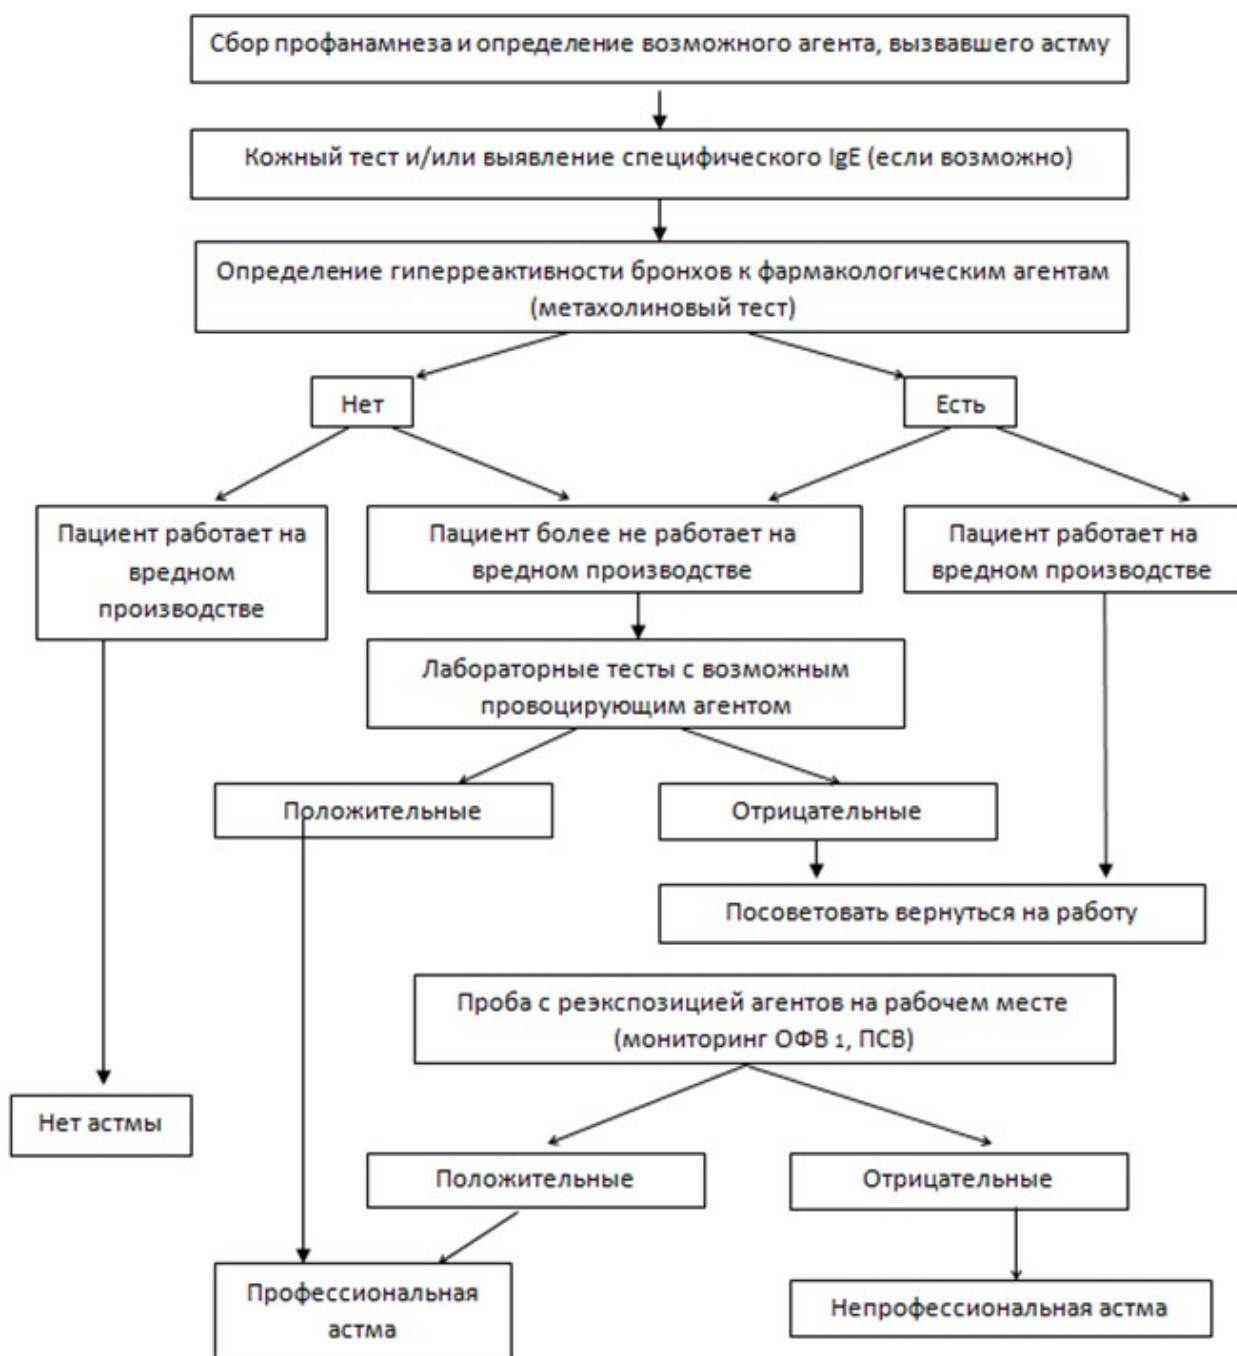 Сбор профанамнеза и определение возможного агента, вызвавшего астму
Кожный тест и/или выявление специфического IgE (если возможно)
Определение гиперреактивности бронхов к фармакологическим агентам
(метахолиновый тест)
Нет
Есть
Пациент работает на
вредном
производстве
Пациент более не работает на
вредном производстве
Пациент работает на
вредном производстве
Лабораторные тесты с возможным
провоцирующим агентом
Положительные
Отрицательные
Посоветовать вернуться на работу
Проба с реэкспозицией агентов на рабочем месте
(мониторинг ОФВ 1, ПСВ)
Нет астмы
Положительные
Отрицательные
Профессиональная
астма
Непрофессиональная астма